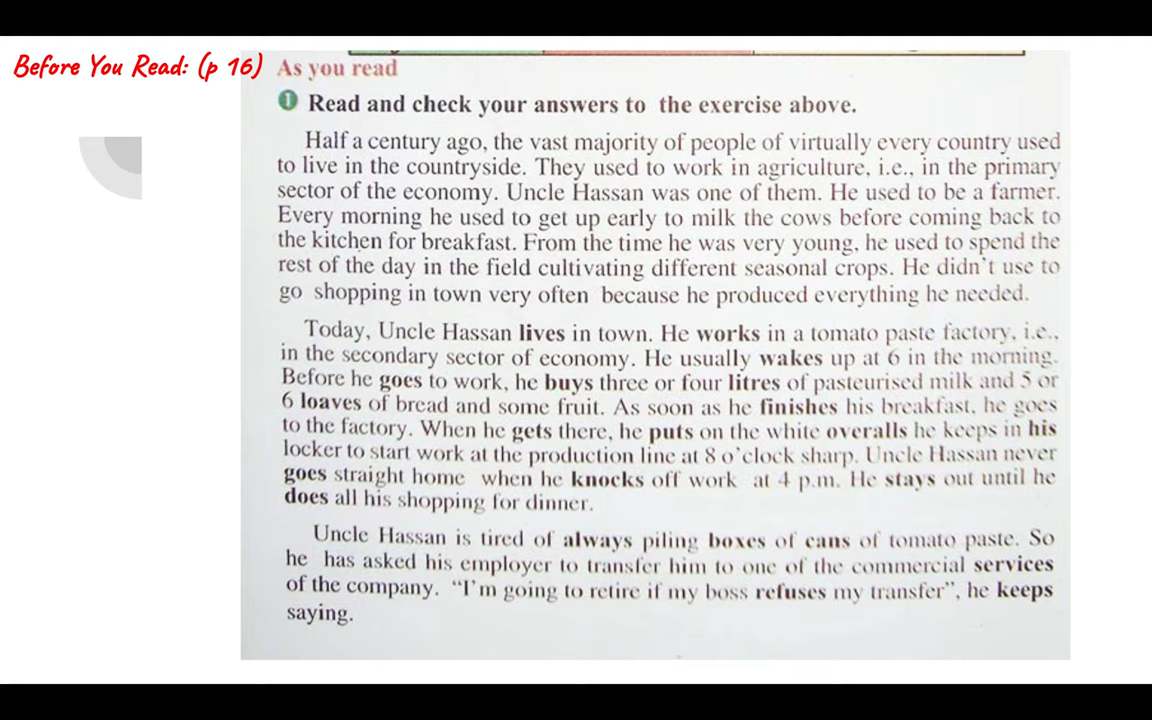 Before You Read: (p 16)
As you read
1 Read and check your answers to the exercise above.
Half a century ago, the vast majority of people of virtually every country used
to live in the countryside. They used to work in agriculture, i.e., in the primary
sector of the economy. Uncle Hassan was one of them. He used to be a farmer.
Every morning he used to get up early to milk the cows before coming back to
the kitchen for breakfast. From the time he was very young, he used to spend the
rest of the day in the field cultivating different seasonal crops. He didn't use to
go shopping in town very often because he produced everything he needed.
Today, Uncle Hassan lives in town. He works in a tomato paste factory, i.e.,
in the secondary sector of economy. He usually wakes up at 6 in the morning.
Before he goes to work, he buys three or four litres of pasteurised milk and 5 or
6 loaves of bread and some fruit. As soon as he finishes his breakfast, he goes
to the factory. When he gets there, he puts on the white overalls he keeps in his
locker to start work at the production line at 8 o'clock sharp. Uncle Hassan never
goes straight home when he knocks off work at 4 p.m. He stays out until he
does all his shopping for dinner.
Uncle Hassan is tired of always piling boxes of cans of tomato paste. So
he has asked his employer to transfer him to one of the commercial services
of the company. "I'm going to retire if my boss refuses my transfer", he keeps
saying.